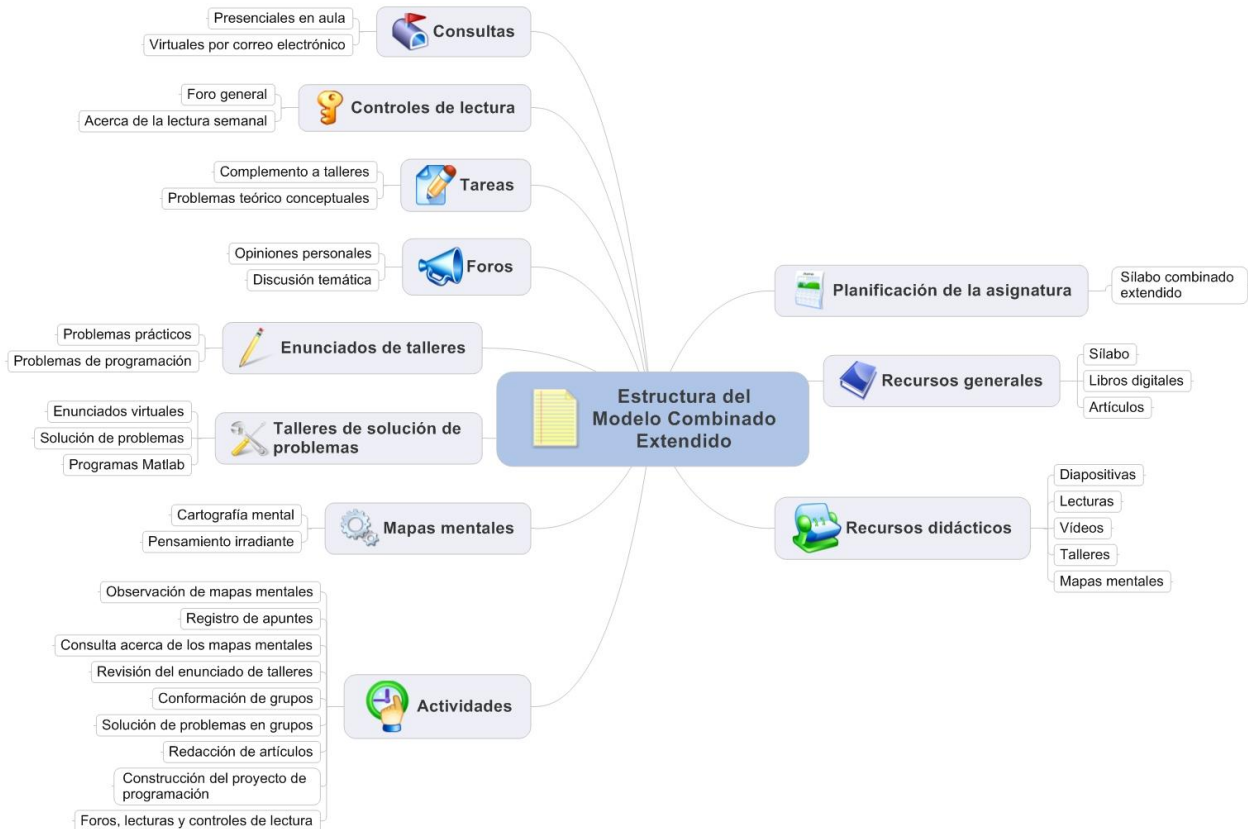 Estructura del
Modelo Combinado
Extendido
Planificación de la asignatura
Sílabo combinado
extendido
Recursos generales
Sílabo
Libros digitales
Artículos
Recursos didácticos
Diapositivas
Lecturas
Vídeos
Talleres
Mapas mentales
Consultas
Presenciales en aula
Virtuales por correo electrónico
Controles de lectura
Foro general
Acerca de la lectura semanal
Tareas
Complemento a talleres
Problemas teórico conceptuales
Foros
Opiniones personales
Discusión temática
Enunciados de talleres
Problemas prácticos
Problemas de programación
Talleres de solución de
problemas
Enunciados virtuales
Solución de problemas
Programas Matlab
Mapas mentales
Cartografía mental
Pensamiento irradiante
Actividades
Observación de mapas mentales
Registro de apuntes
Consulta acerca de los mapas mentales
Revisión del enunciado de talleres
Conformación de grupos
Solución de problemas en grupos
Redacción de artículos
Construcción del proyecto de
programación
Foros, lecturas y controles de lectura